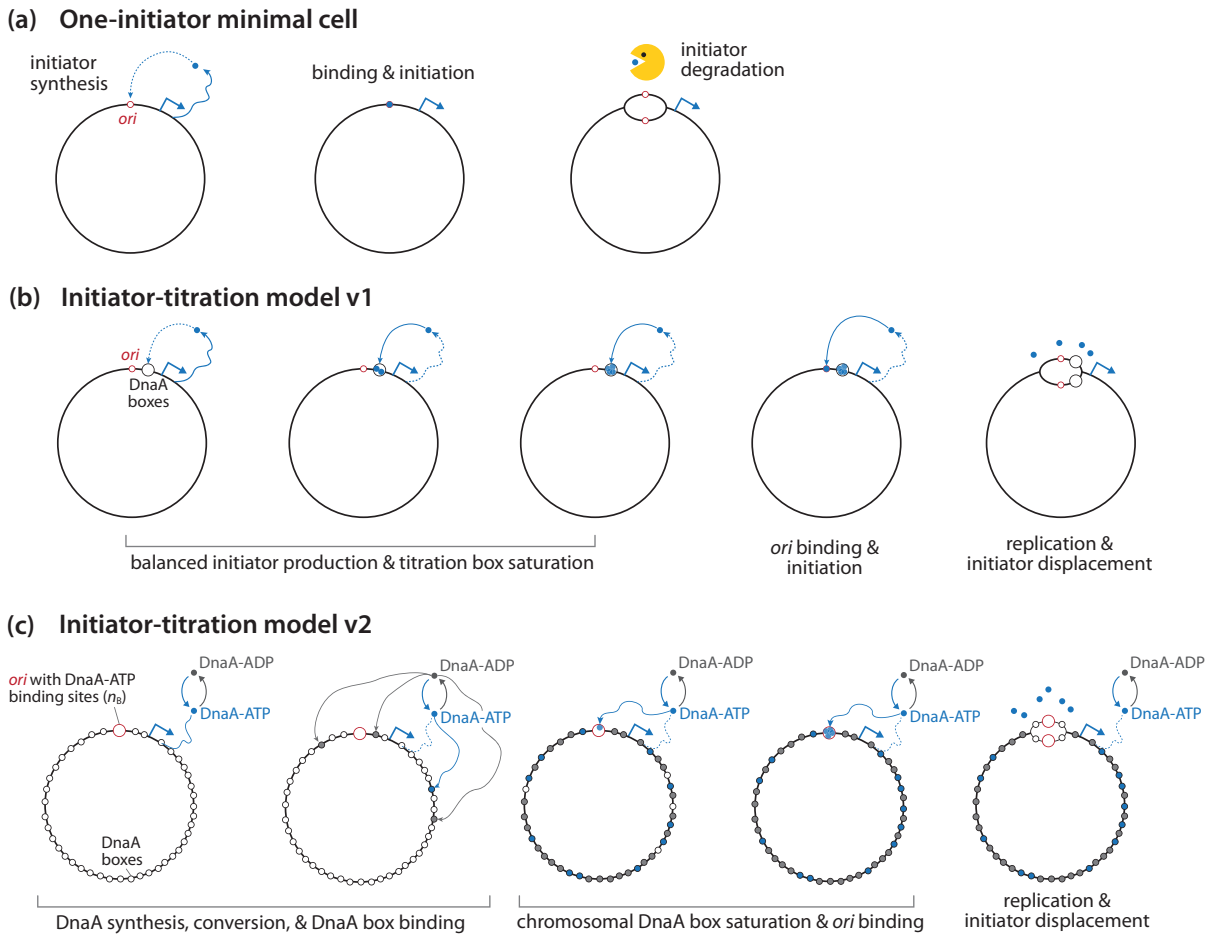 (a) One-initiator minimal cell
initiator
synthesis
ori
binding & initiation
initiator
degradation
(b) Initiator-titration model v1
ori
DnaA
boxes
balanced initiator production & titration box saturation
ori binding &
initiation
replication &
initiator displacement
(c) Initiator-titration model v2
ori with DnaA-ATP
binding sites (nB)
DnaA-ADP
DnaA-ATP
DnaA
boxes
DnaA-ADP
DnaA-ATP
DnaA-ADP
DnaA-ATP
DnaA-ADP
DnaA-ATP
DnaA-ADP
DnaA-ATP
DnaA synthesis, conversion, & DnaA box binding
chromosomal DnaA box saturation & ori binding
replication &
initiator displacement